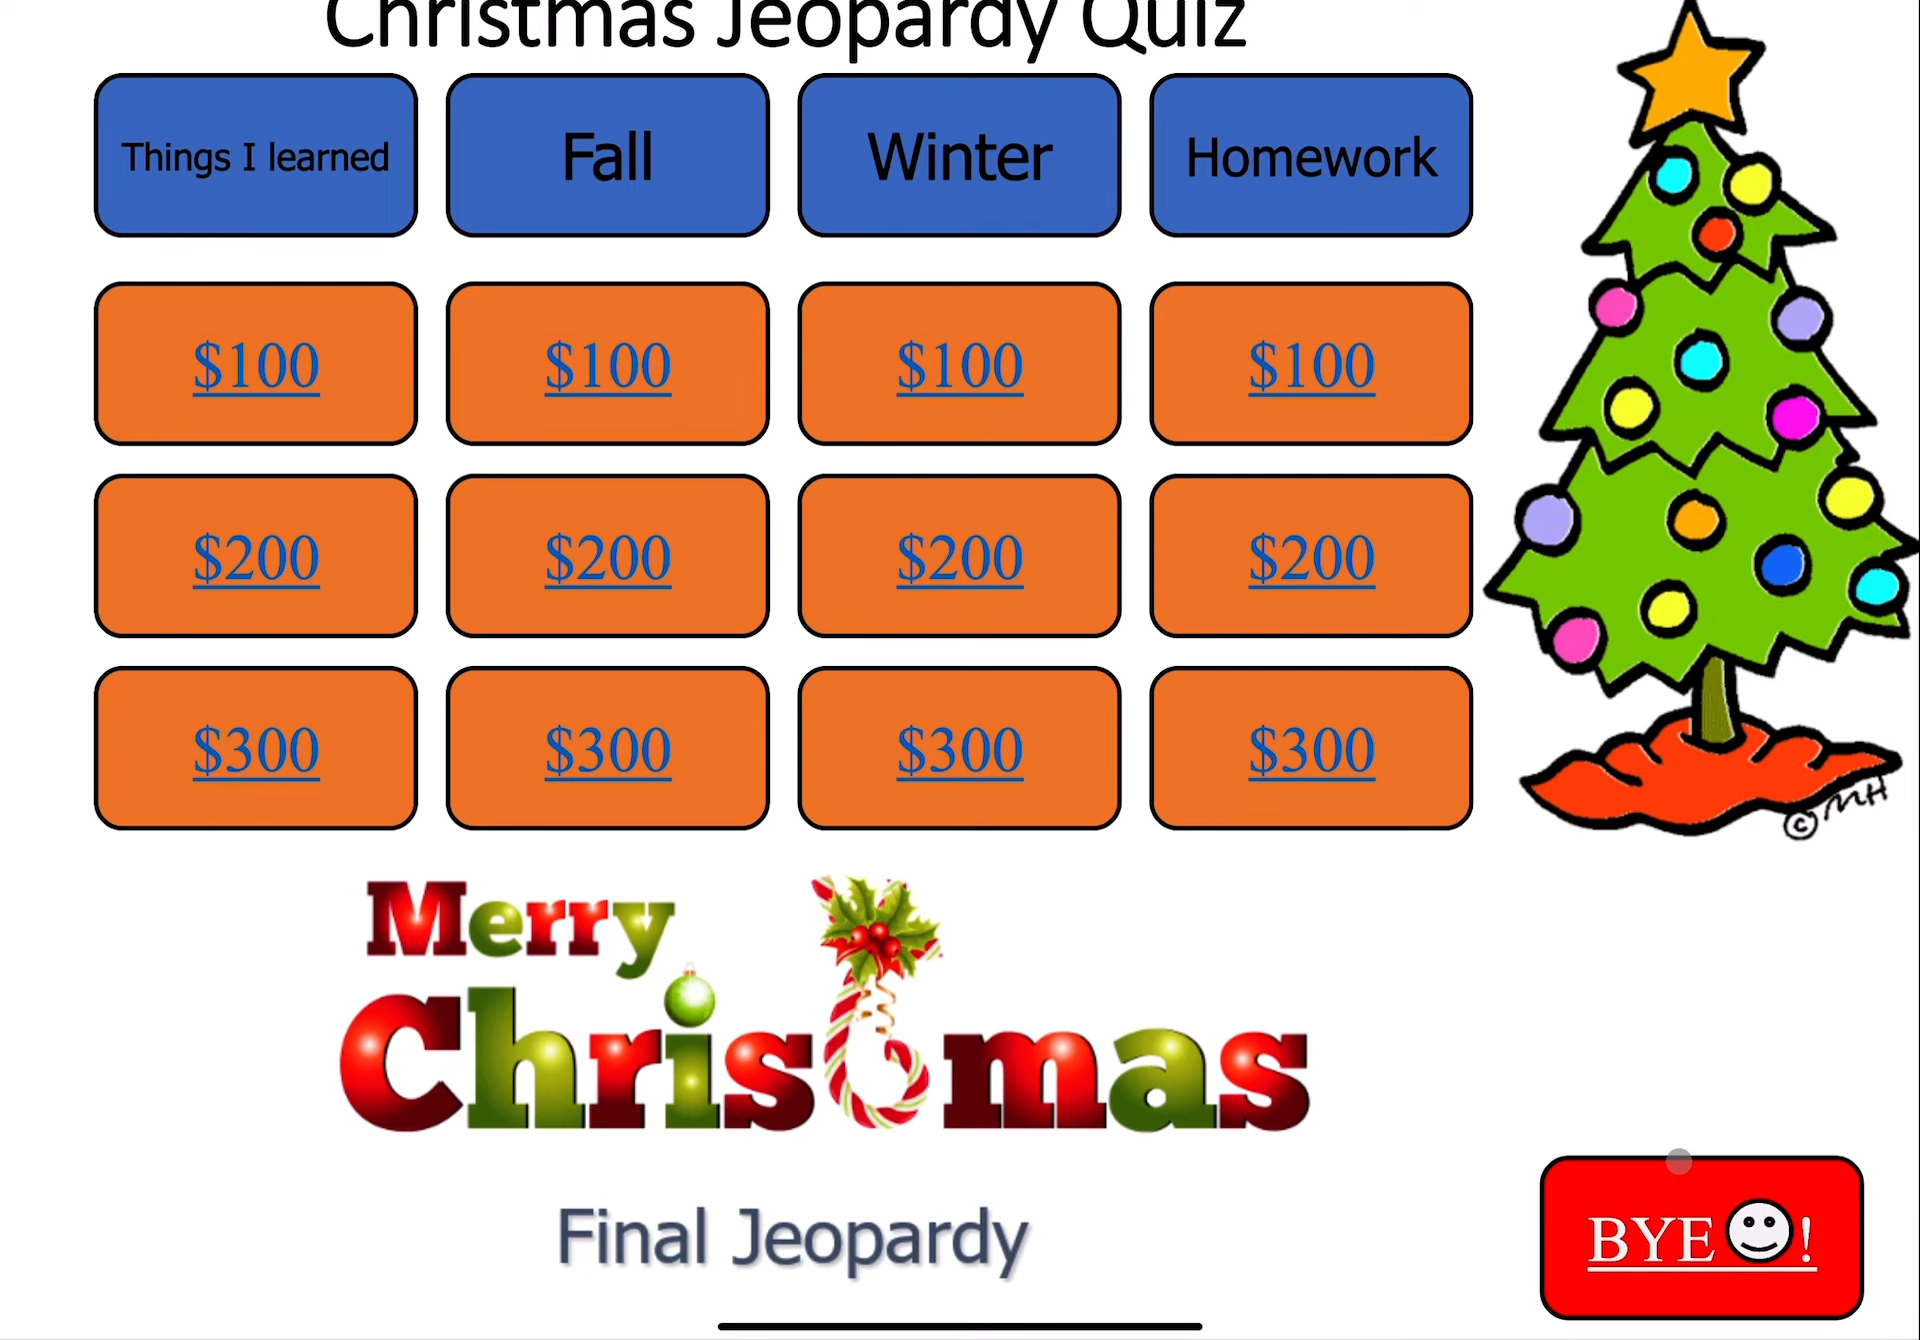 Christmas Jeopardy Quiz
Things I learned Fall Winter Homework
$100 $100 $100 $100
$200 $200 $200 $200
$300 $300 $300 $300
© MH
Merry
Christmas
Final Jeopardy
BYE !